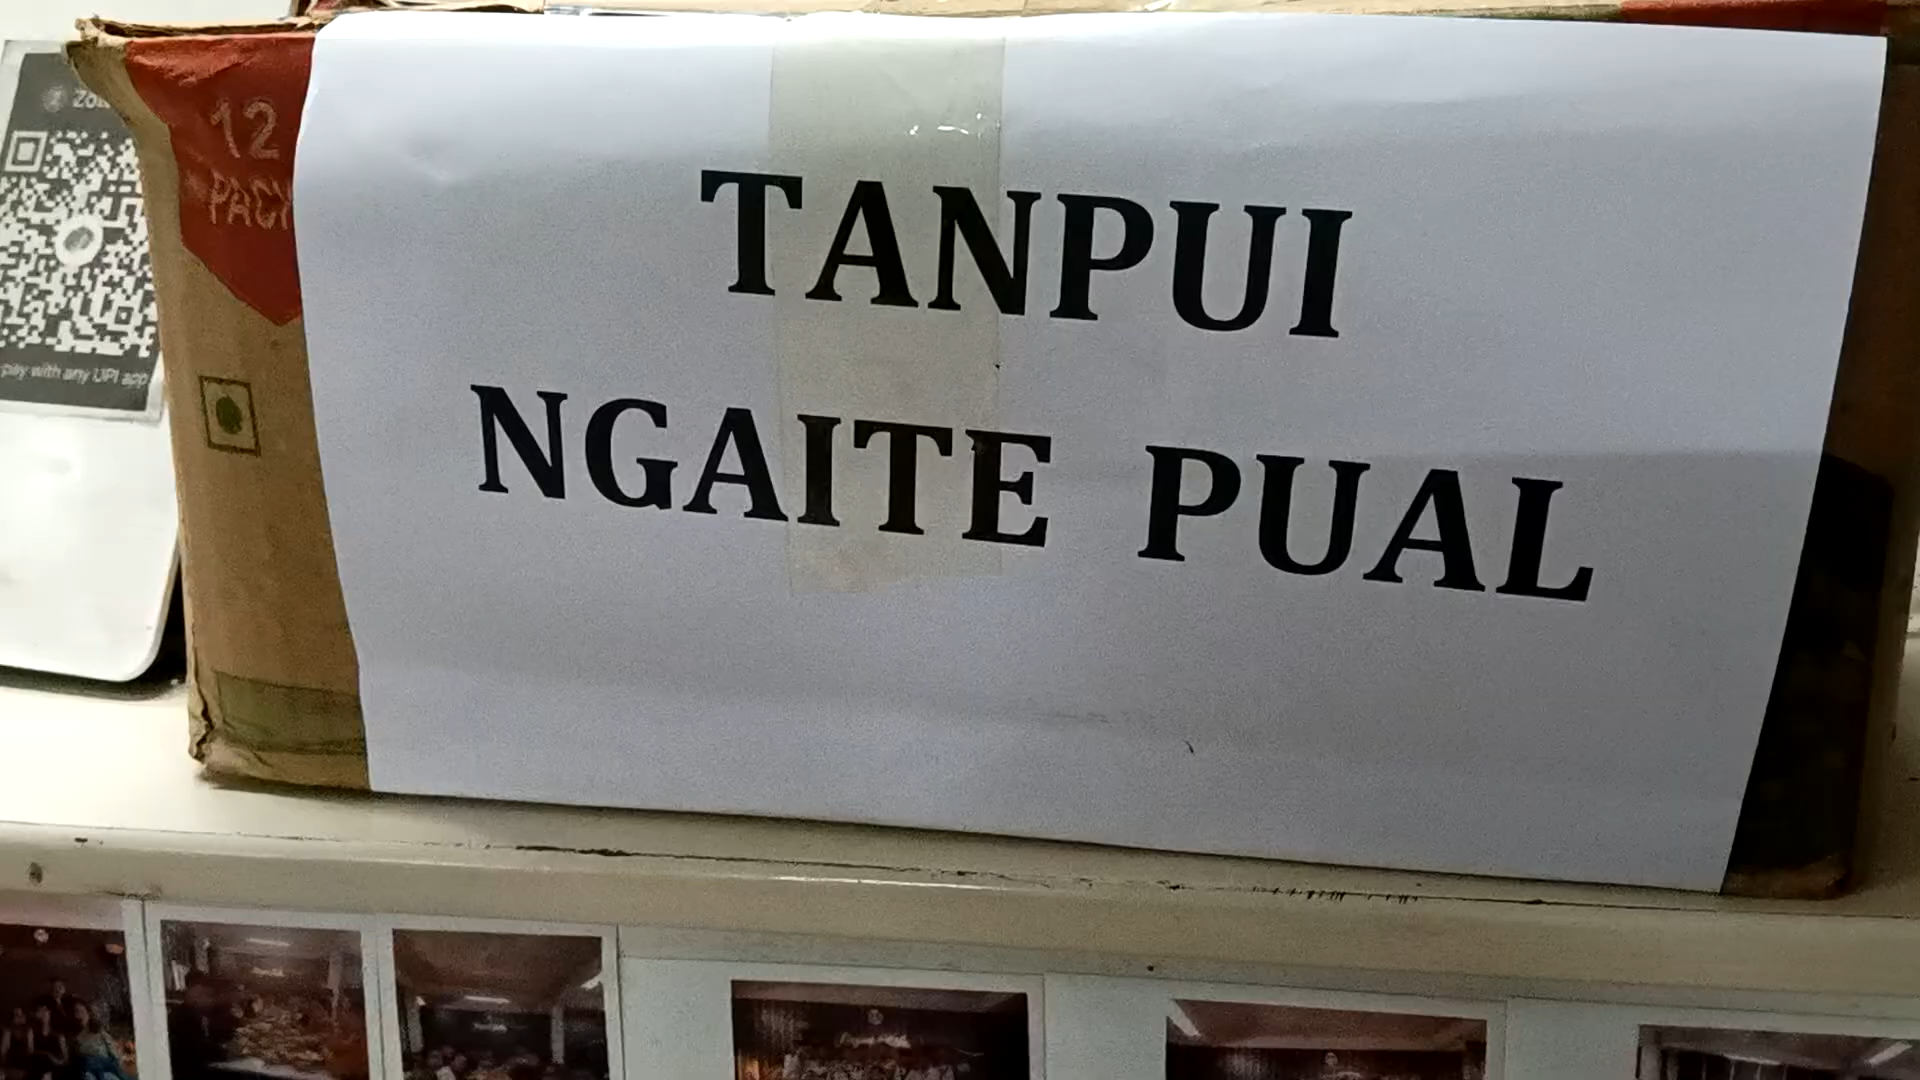 12
PACK
TANPUI
NGAITE PUAL
pay with any UPI app